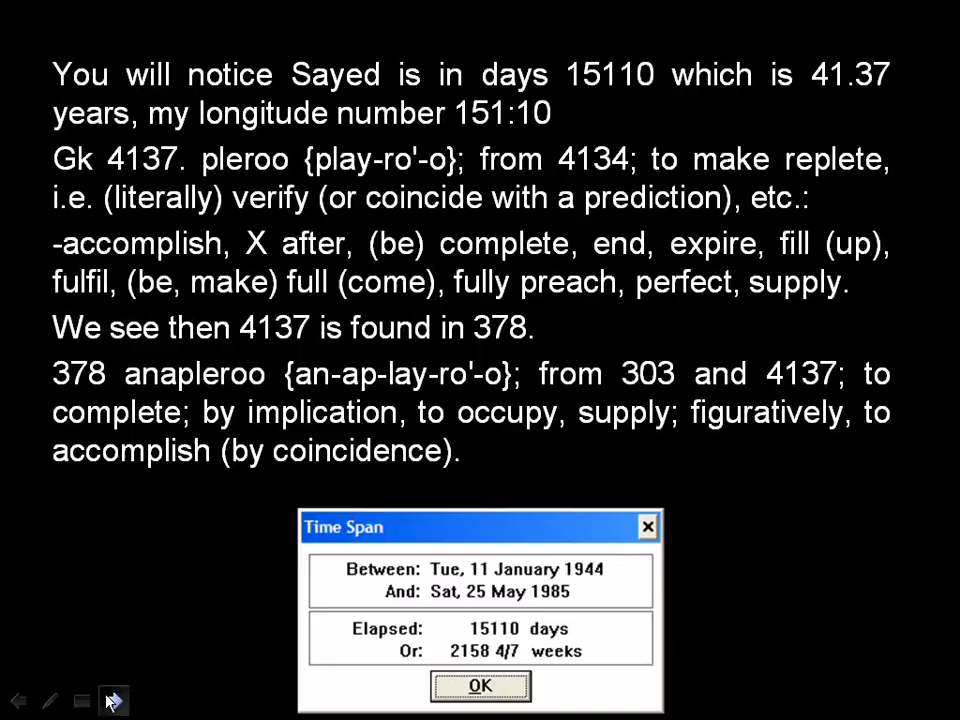 You will notice Sayed is in days 15110 which is 41.37
years, my longitude number 151:10
Gk 4137. pleroo {play-ro'-o}; from 4134; to make replete,
i.e. (literally) verify (or coincide with a prediction), etc.:
-accomplish, X after, (be) complete, end, expire, fill (up),
fulfil, (be, make) full (come), fully preach, perfect, supply.
We see then 4137 is found in 378.
378 anapleroo {an-ap-lay-ro'-o}; from 303 and 4137; to
complete; by implication, to occupy, supply; figuratively, to
accomplish (by coincidence).
Time Span
Between: Tue, 11 January 1944
And: Sat, 25 May 1985
Elapsed: 15110 days
Or: 2158 4/7 weeks
OK